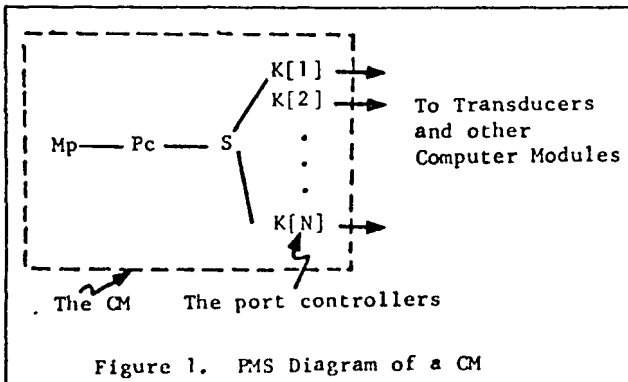 K[1]
K[2]
To Transducers
and other
Computer Modules
Mp Pc S
K[N]
The CM The port controllers
Figure 1. PMS Diagram of a CM